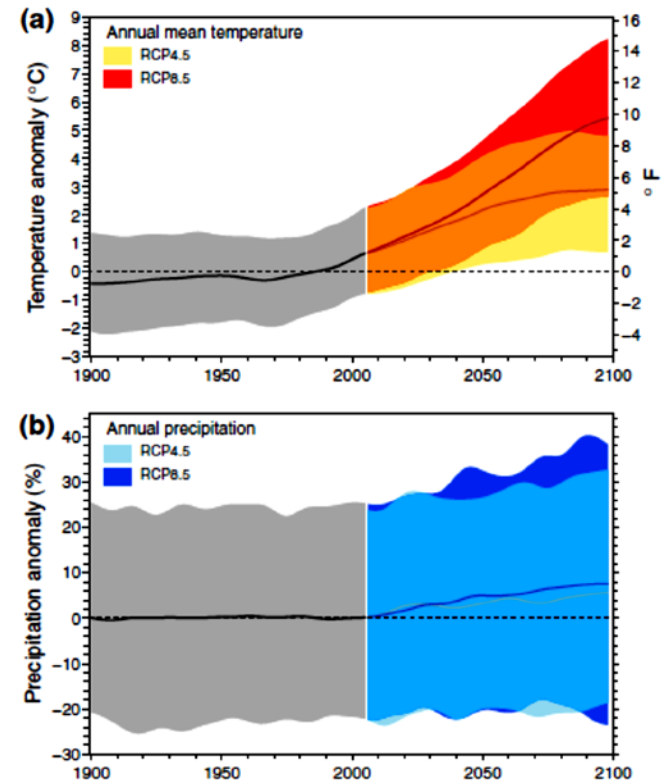 (a)
Annual mean temperature
RCP4.5
RCP8.5
Temperature anomaly (°C)
9
8
7
6
5
4
3
2
1
0
−1
−2
−3
16
14
12
10
8
6
4
2
0
−2
−4
°F
1900 1950 2000 2050 2100
(b)
Annual precipitation
RCP4.5
RCP8.5
Precipitation anomaly (%)
40
30
20
10
0
−10
−20
−30
1900 1950 2000 2050 2100